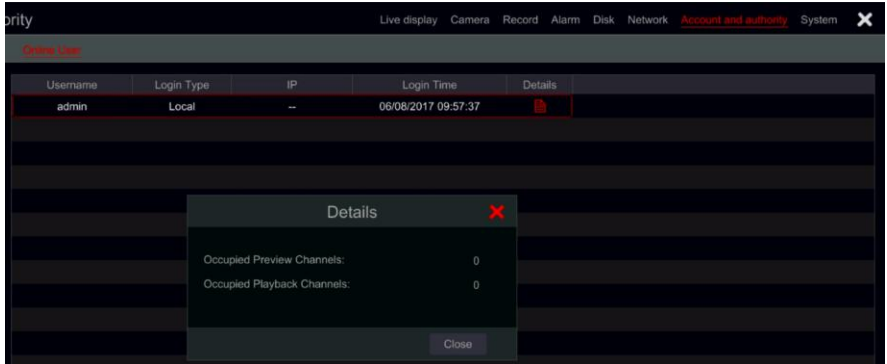 ority Live display Camera Record Alarm Disk Network Account and authority System
Online User
Username Login Type IP Login Time Details
admin Local -- 06/08/2017 09:57:37
Details
Occupied Preview Channels: 0
Occupied Playback Channels: 0
Close